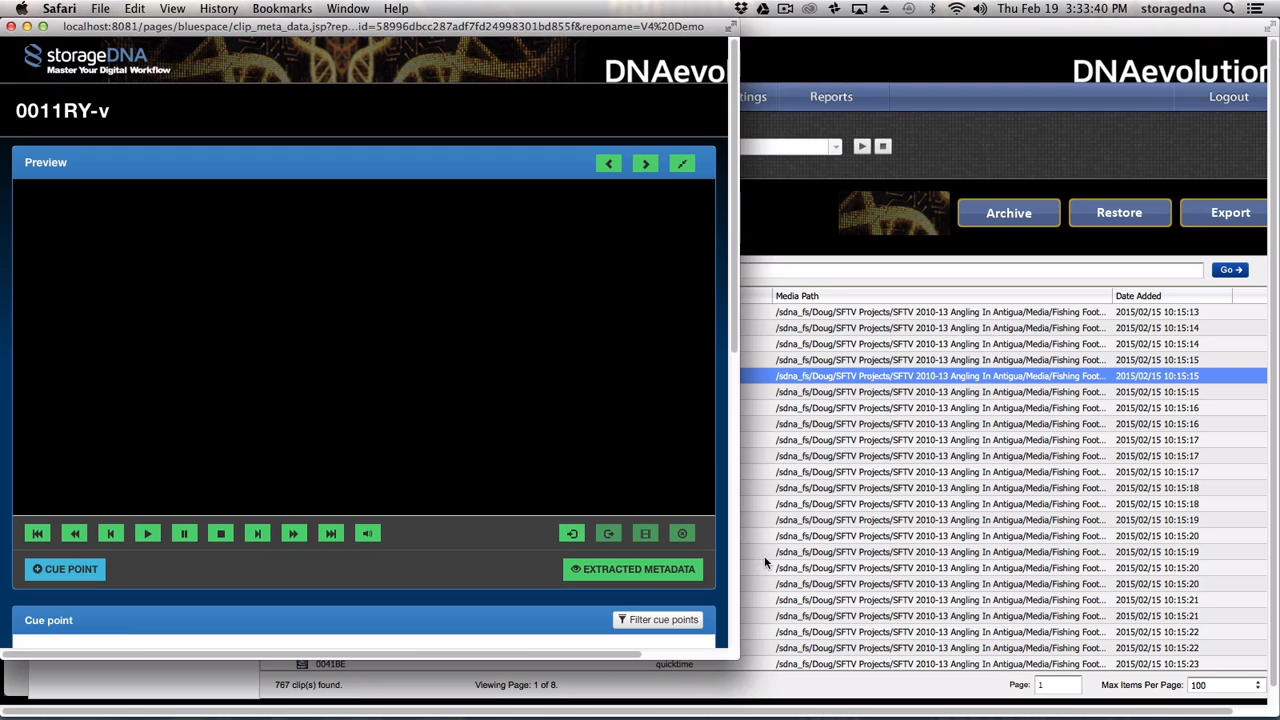 Safari File Edit View History Bookmarks Window Help Thu Feb 19 3:33:40 PM storagedna
localhost:8081/pages/bluespace/clip_meta_data.jsp?rep...id=58996dbcc287adf7fd24998301bd855f&reponame=V4%20Demo
storageDNA
Master Your Digital Workflow
DNAevol
DNAevolution
tings Reports Logout
0011RY-v
Preview
Archive Restore Export
Go
Media Path Date Added
/sdna_fs/Doug/SFTV Projects/SFTV 2010-13 Angling In Antigua/Media/Fishing Foot... 2015/02/15 10:15:13
/sdna_fs/Doug/SFTV Projects/SFTV 2010-13 Angling In Antigua/Media/Fishing Foot... 2015/02/15 10:15:14
/sdna_fs/Doug/SFTV Projects/SFTV 2010-13 Angling In Antigua/Media/Fishing Foot... 2015/02/15 10:15:14
/sdna_fs/Doug/SFTV Projects/SFTV 2010-13 Angling In Antigua/Media/Fishing Foot... 2015/02/15 10:15:15
/sdna_fs/Doug/SFTV Projects/SFTV 2010-13 Angling In Antigua/Media/Fishing Foot... 2015/02/15 10:15:15
/sdna_fs/Doug/SFTV Projects/SFTV 2010-13 Angling In Antigua/Media/Fishing Foot... 2015/02/15 10:15:15
/sdna_fs/Doug/SFTV Projects/SFTV 2010-13 Angling In Antigua/Media/Fishing Foot... 2015/02/15 10:15:16
/sdna_fs/Doug/SFTV Projects/SFTV 2010-13 Angling In Antigua/Media/Fishing Foot... 2015/02/15 10:15:16
/sdna_fs/Doug/SFTV Projects/SFTV 2010-13 Angling In Antigua/Media/Fishing Foot... 2015/02/15 10:15:17
/sdna_fs/Doug/SFTV Projects/SFTV 2010-13 Angling In Antigua/Media/Fishing Foot... 2015/02/15 10:15:17
/sdna_fs/Doug/SFTV Projects/SFTV 2010-13 Angling In Antigua/Media/Fishing Foot... 2015/02/15 10:15:17
/sdna_fs/Doug/SFTV Projects/SFTV 2010-13 Angling In Antigua/Media/Fishing Foot... 2015/02/15 10:15:18
/sdna_fs/Doug/SFTV Projects/SFTV 2010-13 Angling In Antigua/Media/Fishing Foot... 2015/02/15 10:15:18
/sdna_fs/Doug/SFTV Projects/SFTV 2010-13 Angling In Antigua/Media/Fishing Foot... 2015/02/15 10:15:19
/sdna_fs/Doug/SFTV Projects/SFTV 2010-13 Angling In Antigua/Media/Fishing Foot... 2015/02/15 10:15:20
/sdna_fs/Doug/SFTV Projects/SFTV 2010-13 Angling In Antigua/Media/Fishing Foot... 2015/02/15 10:15:19
/sdna_fs/Doug/SFTV Projects/SFTV 2010-13 Angling In Antigua/Media/Fishing Foot... 2015/02/15 10:15:20
/sdna_fs/Doug/SFTV Projects/SFTV 2010-13 Angling In Antigua/Media/Fishing Foot... 2015/02/15 10:15:20
/sdna_fs/Doug/SFTV Projects/SFTV 2010-13 Angling In Antigua/Media/Fishing Foot... 2015/02/15 10:15:21
/sdna_fs/Doug/SFTV Projects/SFTV 2010-13 Angling In Antigua/Media/Fishing Foot... 2015/02/15 10:15:21
/sdna_fs/Doug/SFTV Projects/SFTV 2010-13 Angling In Antigua/Media/Fishing Foot... 2015/02/15 10:15:22
/sdna_fs/Doug/SFTV Projects/SFTV 2010-13 Angling In Antigua/Media/Fishing Foot... 2015/02/15 10:15:22
/sdna_fs/Doug/SFTV Projects/SFTV 2010-13 Angling In Antigua/Media/Fishing Foot... 2015/02/15 10:15:23
CUE POINT EXTRACTED METADATA
Cue point Filter cue points
0041BE quicktime
767 clip(s) found. Viewing Page: 1 of 8. Page: 1 Max Items Per Page: 100